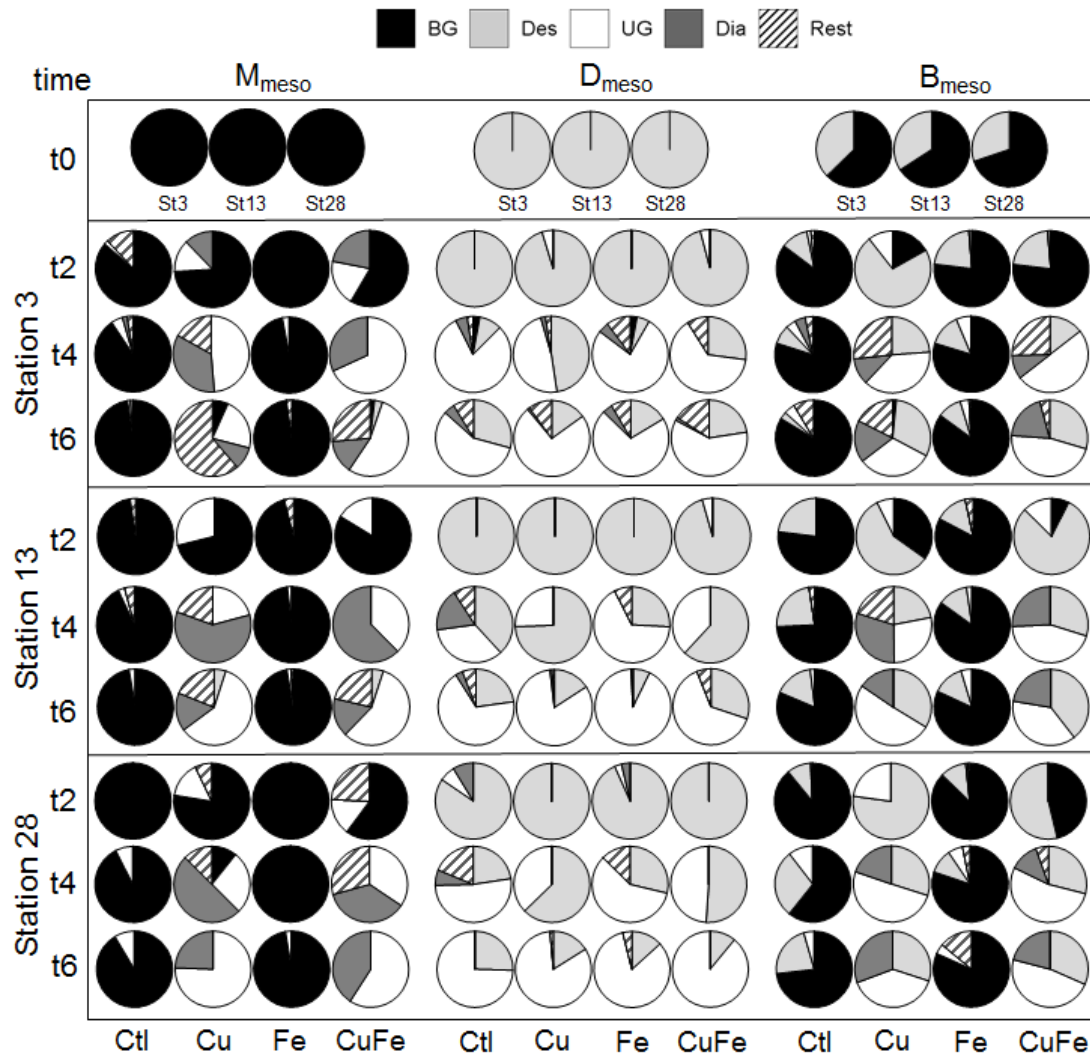 BG Des UG Dia Rest
time M_meso D_meso B_meso
t0
St3 St13 St28 St3 St13 St28 St3 St13 St28
Station 3
t2
t4
t6
Station 13
t2
t4
t6
Station 28
t2
t4
t6
Ctl Cu Fe CuFe Ctl Cu Fe CuFe Ctl Cu Fe CuFe